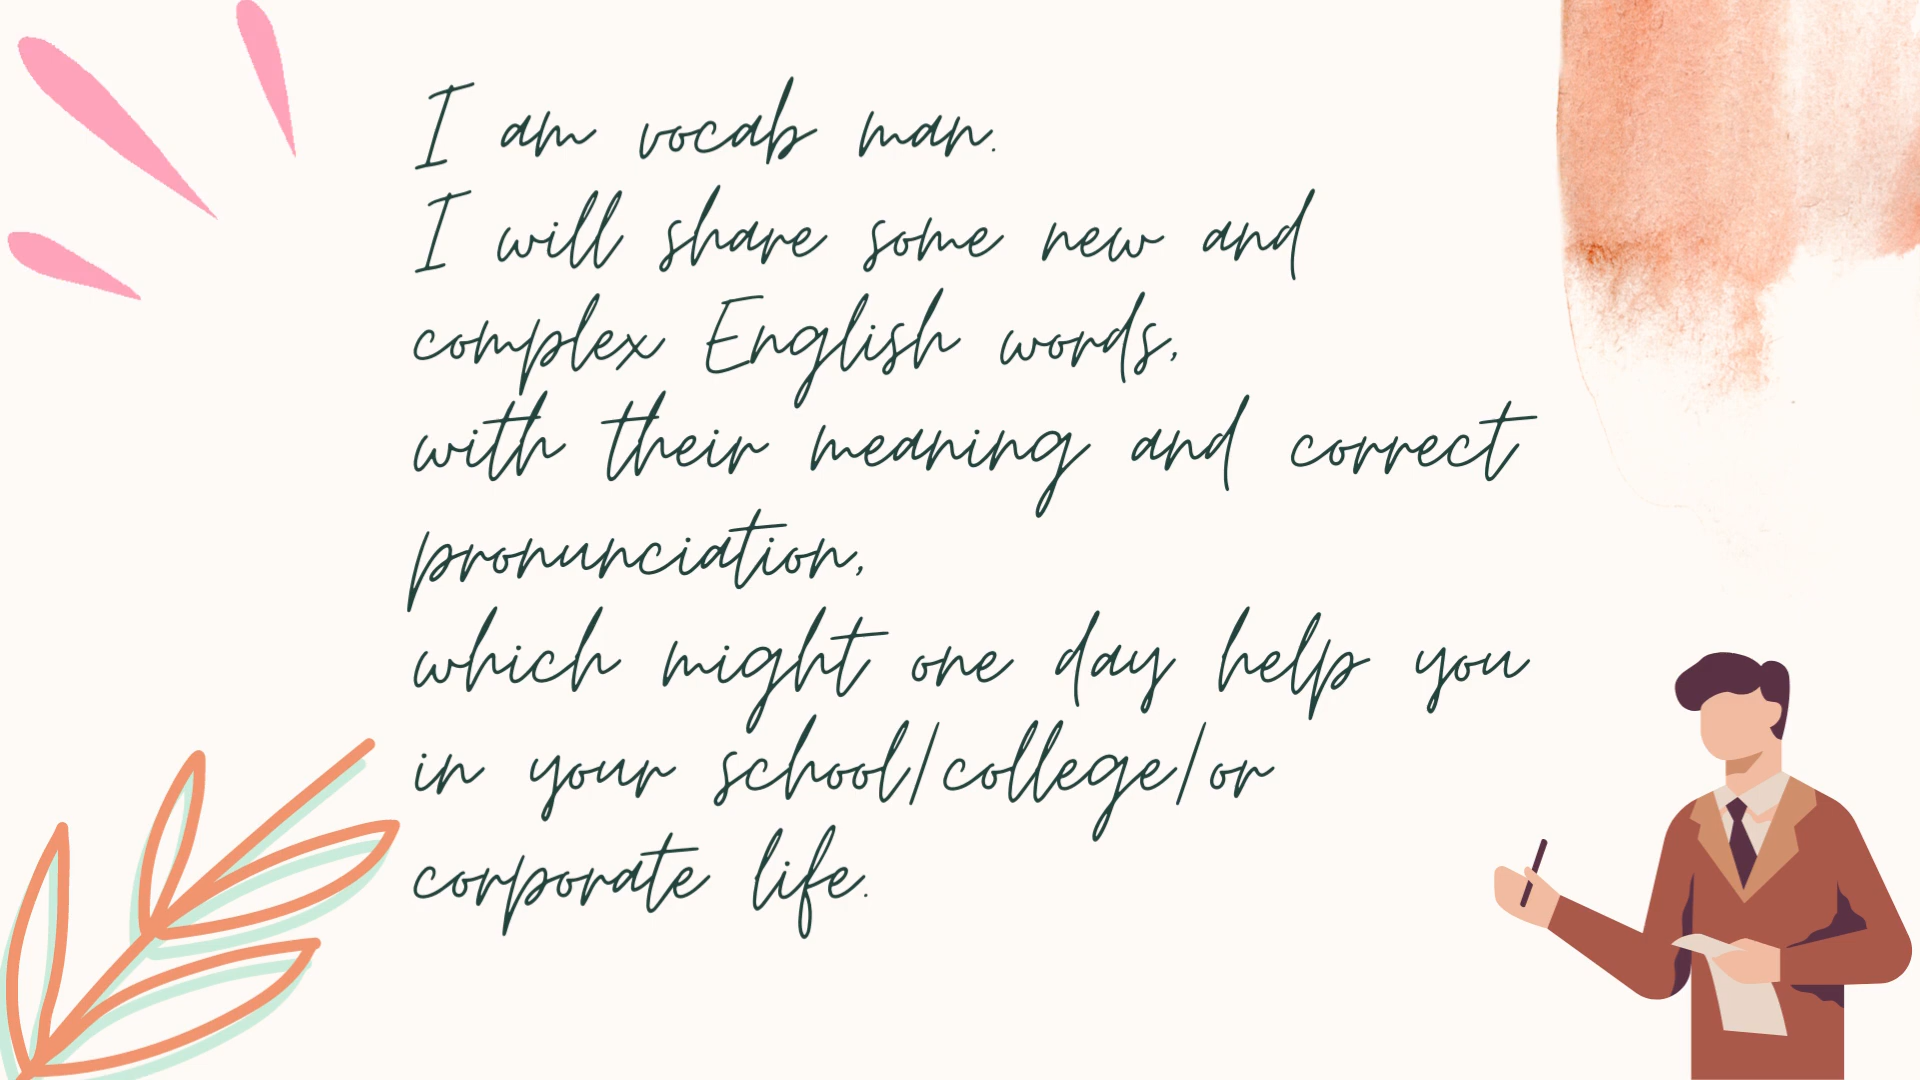 I am vocab man.
I will share some new and
complex English words,
with their meaning and correct
pronunciation,
which might one day help you
in your school/college/or
corporate life.